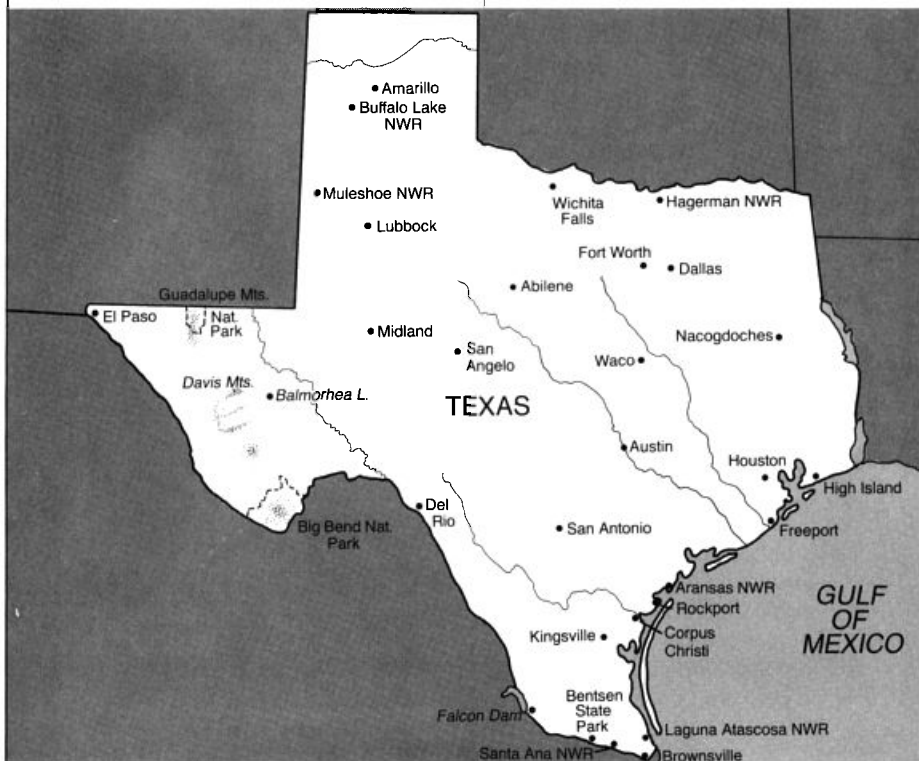 Amarillo
Buffalo Lake
NWR
Muleshoe NWR
Lubbock
Wichita
Falls
Hagerman NWR
Fort Worth
Dallas
Abilene
Guadalupe Mts.
Nat.
Park
El Paso
Midland
San
Angelo
Nacogdoches
Waco
Davis Mts.
Balmorhea L.
TEXAS
Austin
Houston
High Island
Del
Rio
Big Bend Nat.
Park
San Antonio
Freeport
Aransas NWR
Rockport
Corpus
Christi
Kingsville
GULF
OF
MEXICO
Falcon Dam
Bentsen
State
Park
Santa Ana NWR
Laguna Atascosa NWR
Brownsville